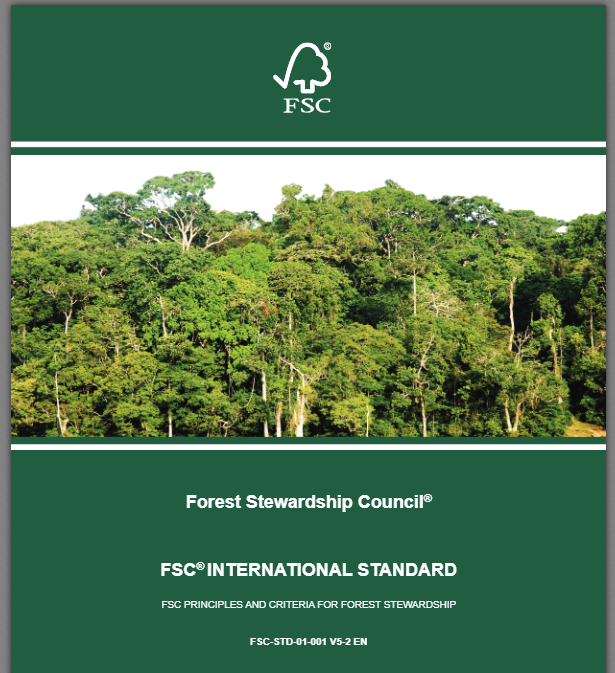 ®
FSC
Forest Stewardship Council®
FSC® INTERNATIONAL STANDARD
FSC PRINCIPLES AND CRITERIA FOR FOREST STEWARDSHIP
FSC-STD-01-001 V5-2 EN